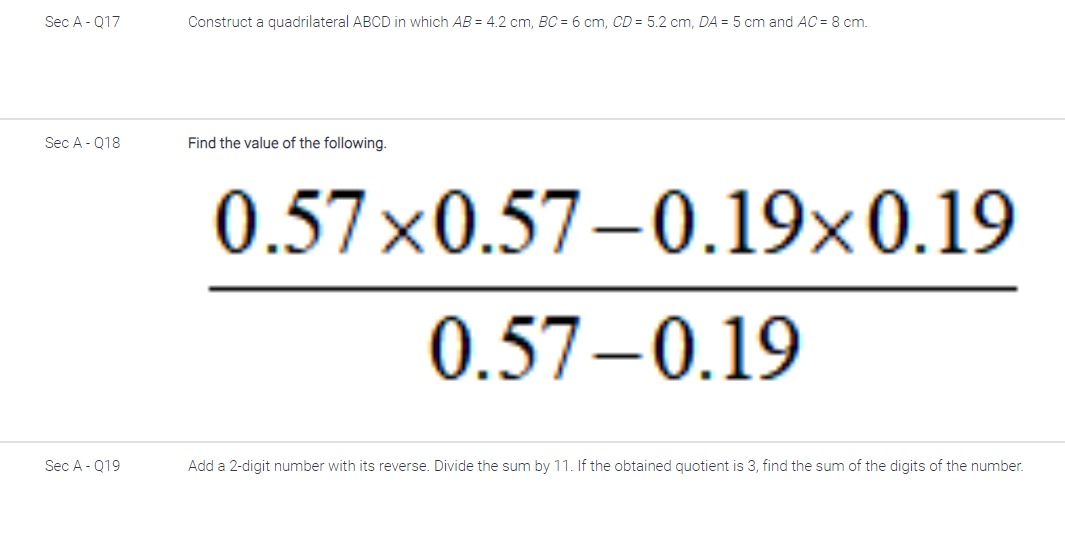 Sec A - Q17 Construct a quadrilateral ABCD in which AB = 4.2 cm, BC = 6 cm, CD = 5.2 cm, DA = 5 cm and AC = 8 cm.
Sec A - Q18 Find the value of the following.
0.57×0.57−0.19×0.19
0.57−0.19
Sec A - Q19 Add a 2-digit number with its reverse. Divide the sum by 11. If the obtained quotient is 3, find the sum of the digits of the number.